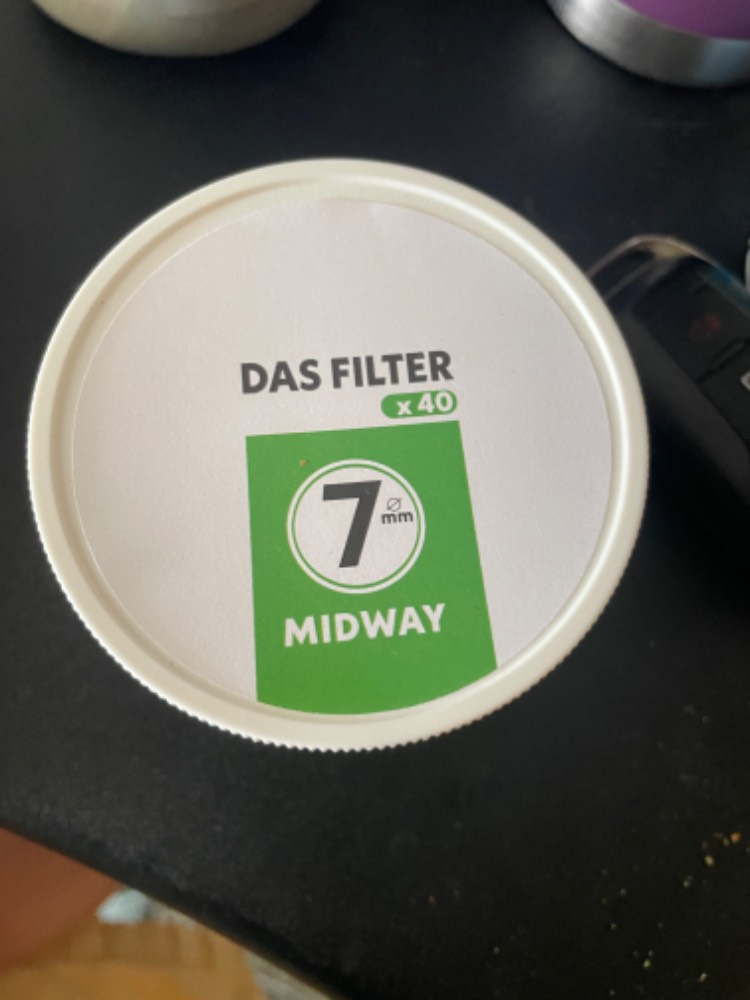 DAS FILTER
x 40
7 Ø
mm
MIDWAY